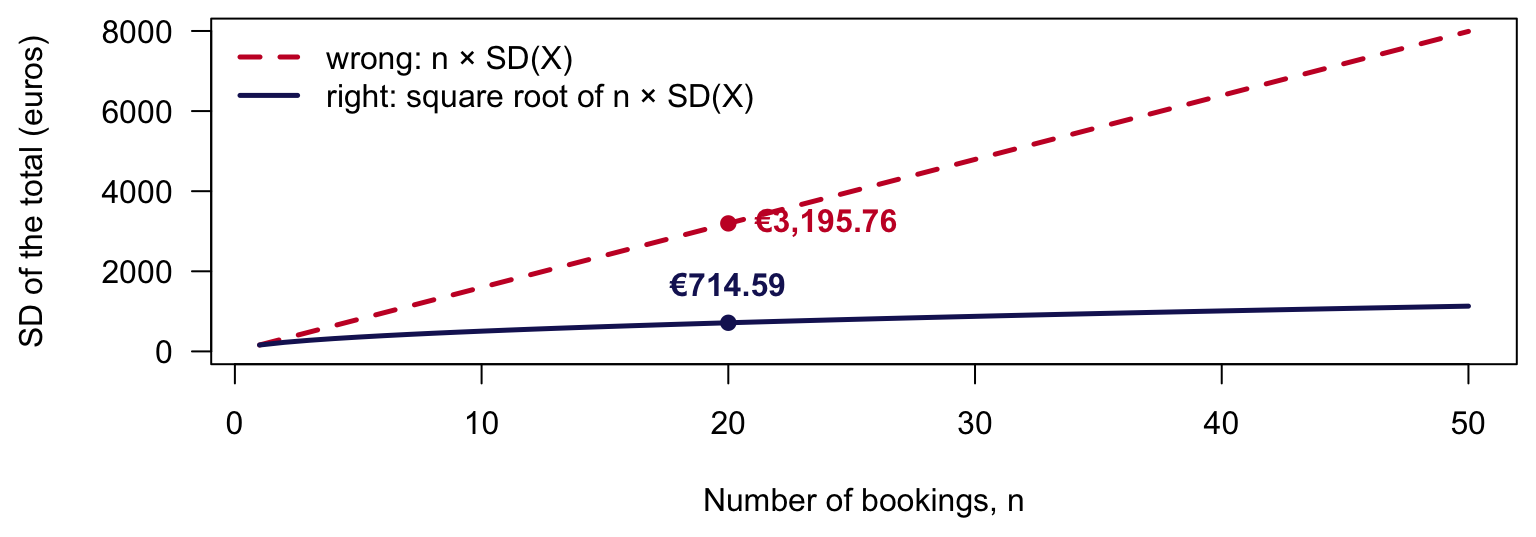 SD of the total (euros)
8000
6000
4000
2000
0
wrong: n × SD(X)
right: square root of n × SD(X)
€3,195.76
€714.59
0 10 20 30 40 50
Number of bookings, n